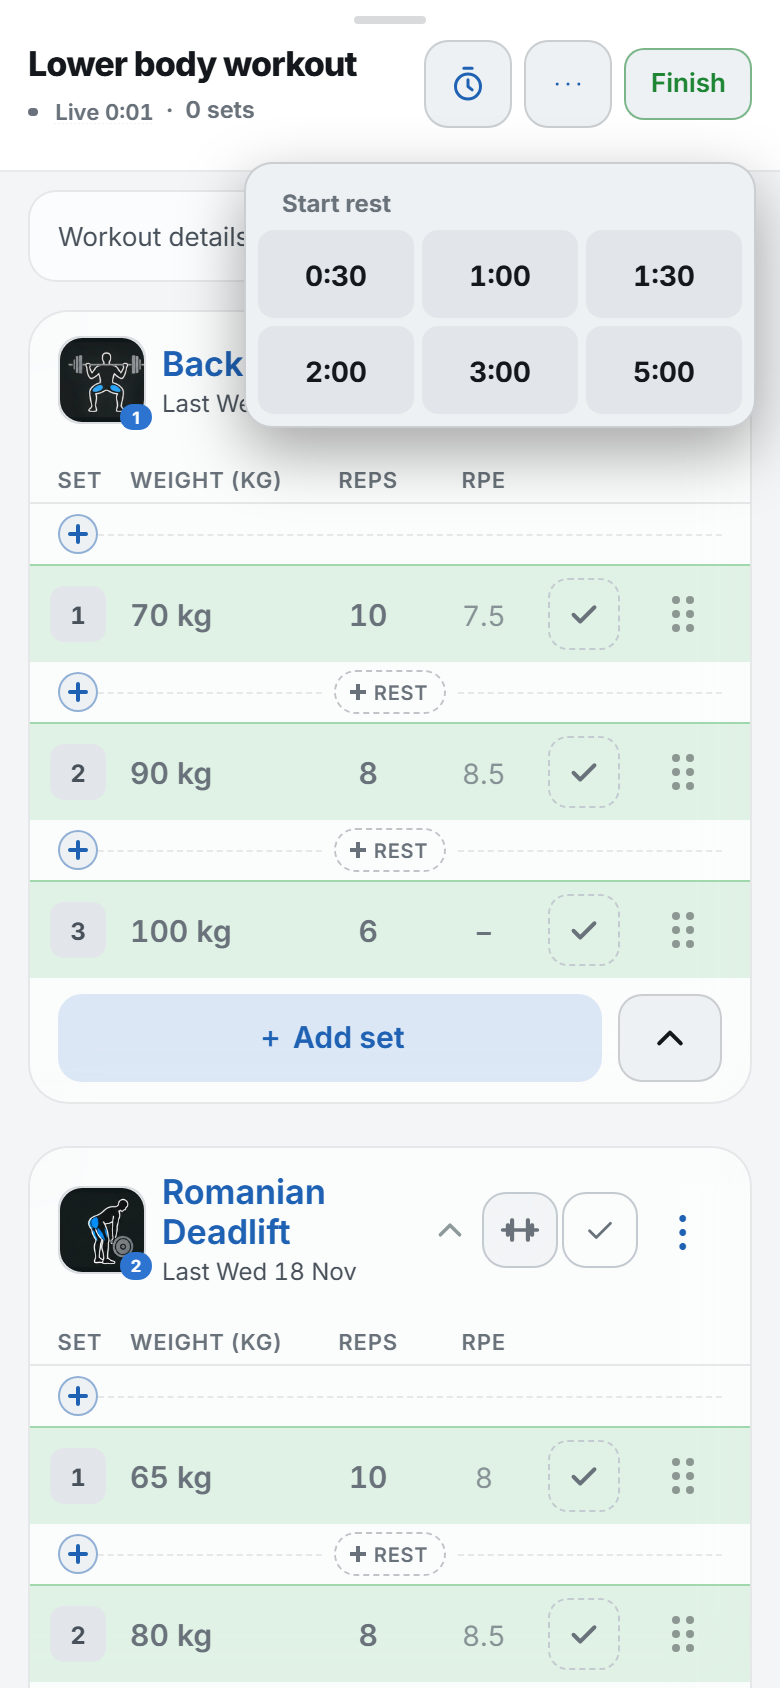 Lower body workout
Live 0:01 · 0 sets
...
Finish
Start rest
0:30 1:00 1:30
2:00 3:00 5:00
Workout details
Back
Last We
1
SET WEIGHT (KG) REPS RPE
1 70 kg 10 7.5
+ REST
2 90 kg 8 8.5
+ REST
3 100 kg 6 –
+ Add set
Romanian
Deadlift
Last Wed 18 Nov
2
SET WEIGHT (KG) REPS RPE
1 65 kg 10 8
+ REST
2 80 kg 8 8.5